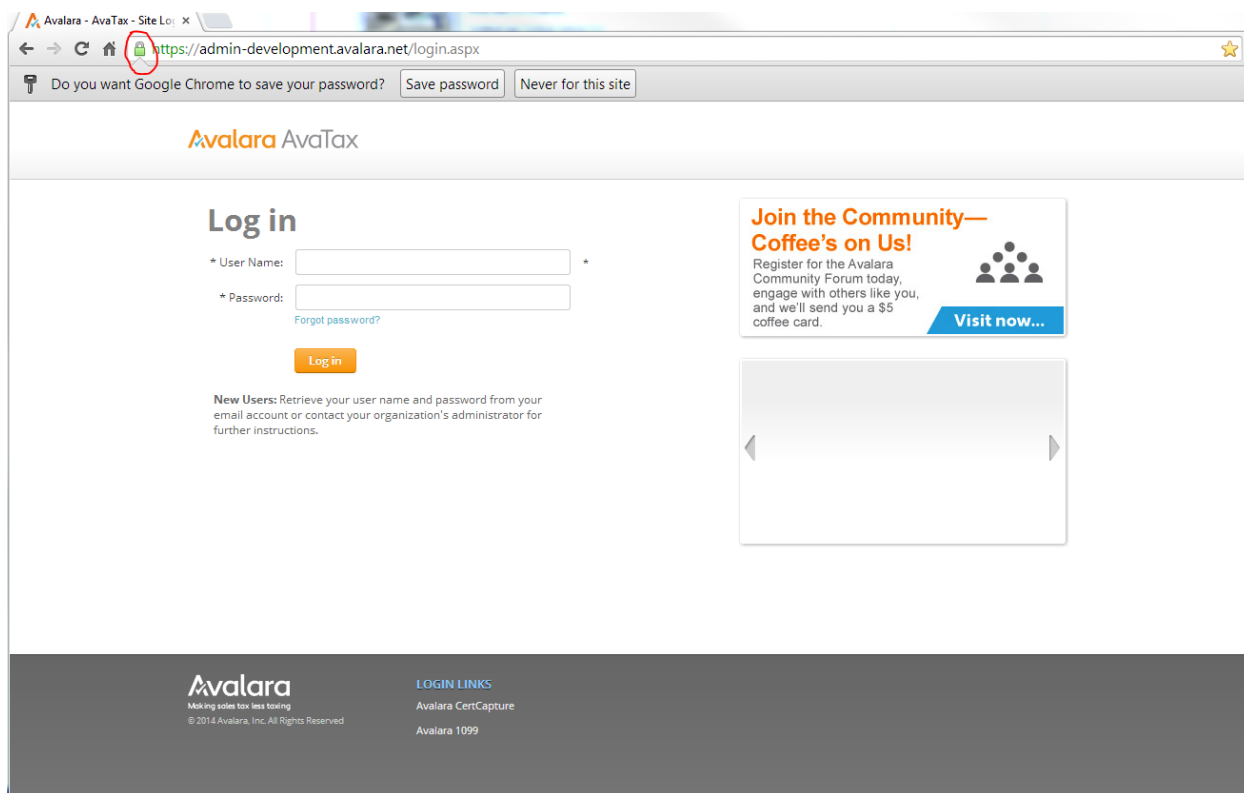 Avalara - AvaTax - Site Lo
https://admin-development.avalara.net/login.aspx
Do you want Google Chrome to save your password? Save password Never for this site
Avalara AvaTax
Log in
* User Name: *
* Password:
Forgot password?
Log in
New Users: Retrieve your user name and password from your
email account or contact your organization's administrator for
further instructions.
Join the Community—
Coffee's on Us!
Register for the Avalara
Community Forum today,
engage with others like you,
and we'll send you a $5
coffee card.
Visit now...
Avalara
Making sales tax less taxing
© 2014 Avalara, Inc. All Rights Reserved
LOGIN LINKS
Avalara CertCapture
Avalara 1099